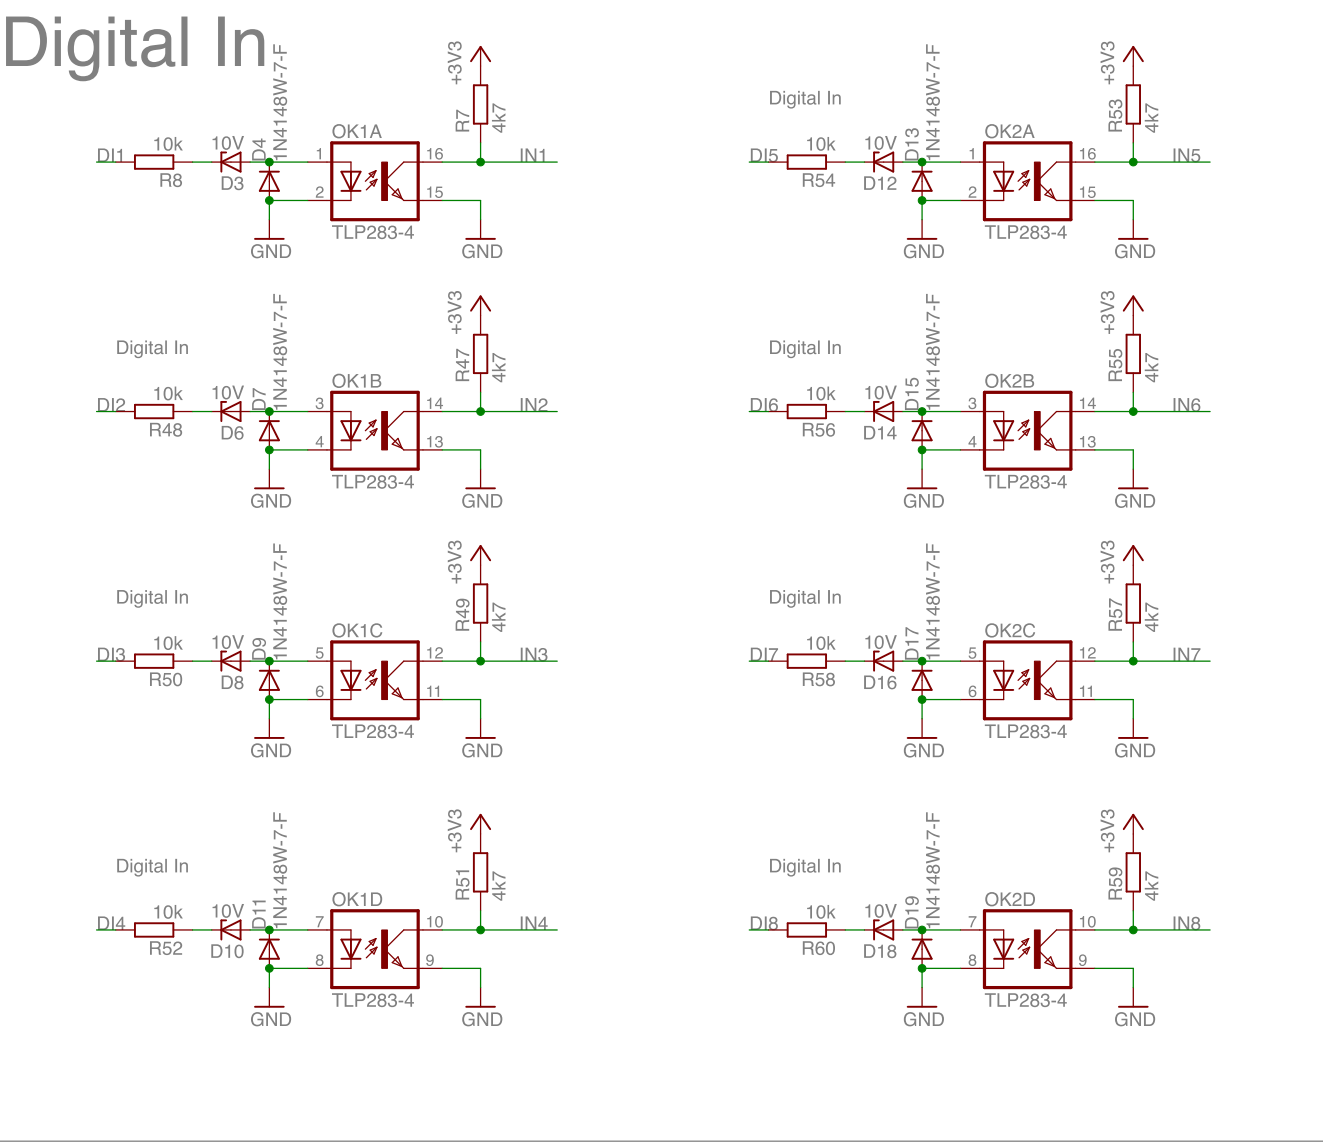 Digital In
+3V3
R7
4k7
1N4148W-7-F
D4
10k
10V
DI1
R8
D3
OK1A
1
16
2
15
IN1
TLP283-4
GND
GND
Digital In
+3V3
R53
4k7
1N4148W-7-F
D13
10k
10V
DI5
R54
D12
OK2A
1
16
2
15
IN5
TLP283-4
GND
GND
Digital In
+3V3
R47
4k7
1N4148W-7-F
D7
10k
10V
DI2
R48
D6
OK1B
3
14
4
13
IN2
TLP283-4
GND
GND
Digital In
+3V3
R55
4k7
1N4148W-7-F
D15
10k
10V
DI6
R56
D14
OK2B
3
14
4
13
IN6
TLP283-4
GND
GND
Digital In
+3V3
R49
4k7
1N4148W-7-F
D9
10k
10V
DI3
R50
D8
OK1C
5
12
6
11
IN3
TLP283-4
GND
GND
Digital In
+3V3
R57
4k7
1N4148W-7-F
D17
10k
10V
DI7
R58
D16
OK2C
5
12
6
11
IN7
TLP283-4
GND
GND
Digital In
+3V3
R51
4k7
1N4148W-7-F
D11
10k
10V
DI4
R52
D10
OK1D
7
10
8
9
IN4
TLP283-4
GND
GND
Digital In
+3V3
R59
4k7
1N4148W-7-F
D19
10k
10V
DI8
R60
D18
OK2D
7
10
8
9
IN8
TLP283-4
GND
GND